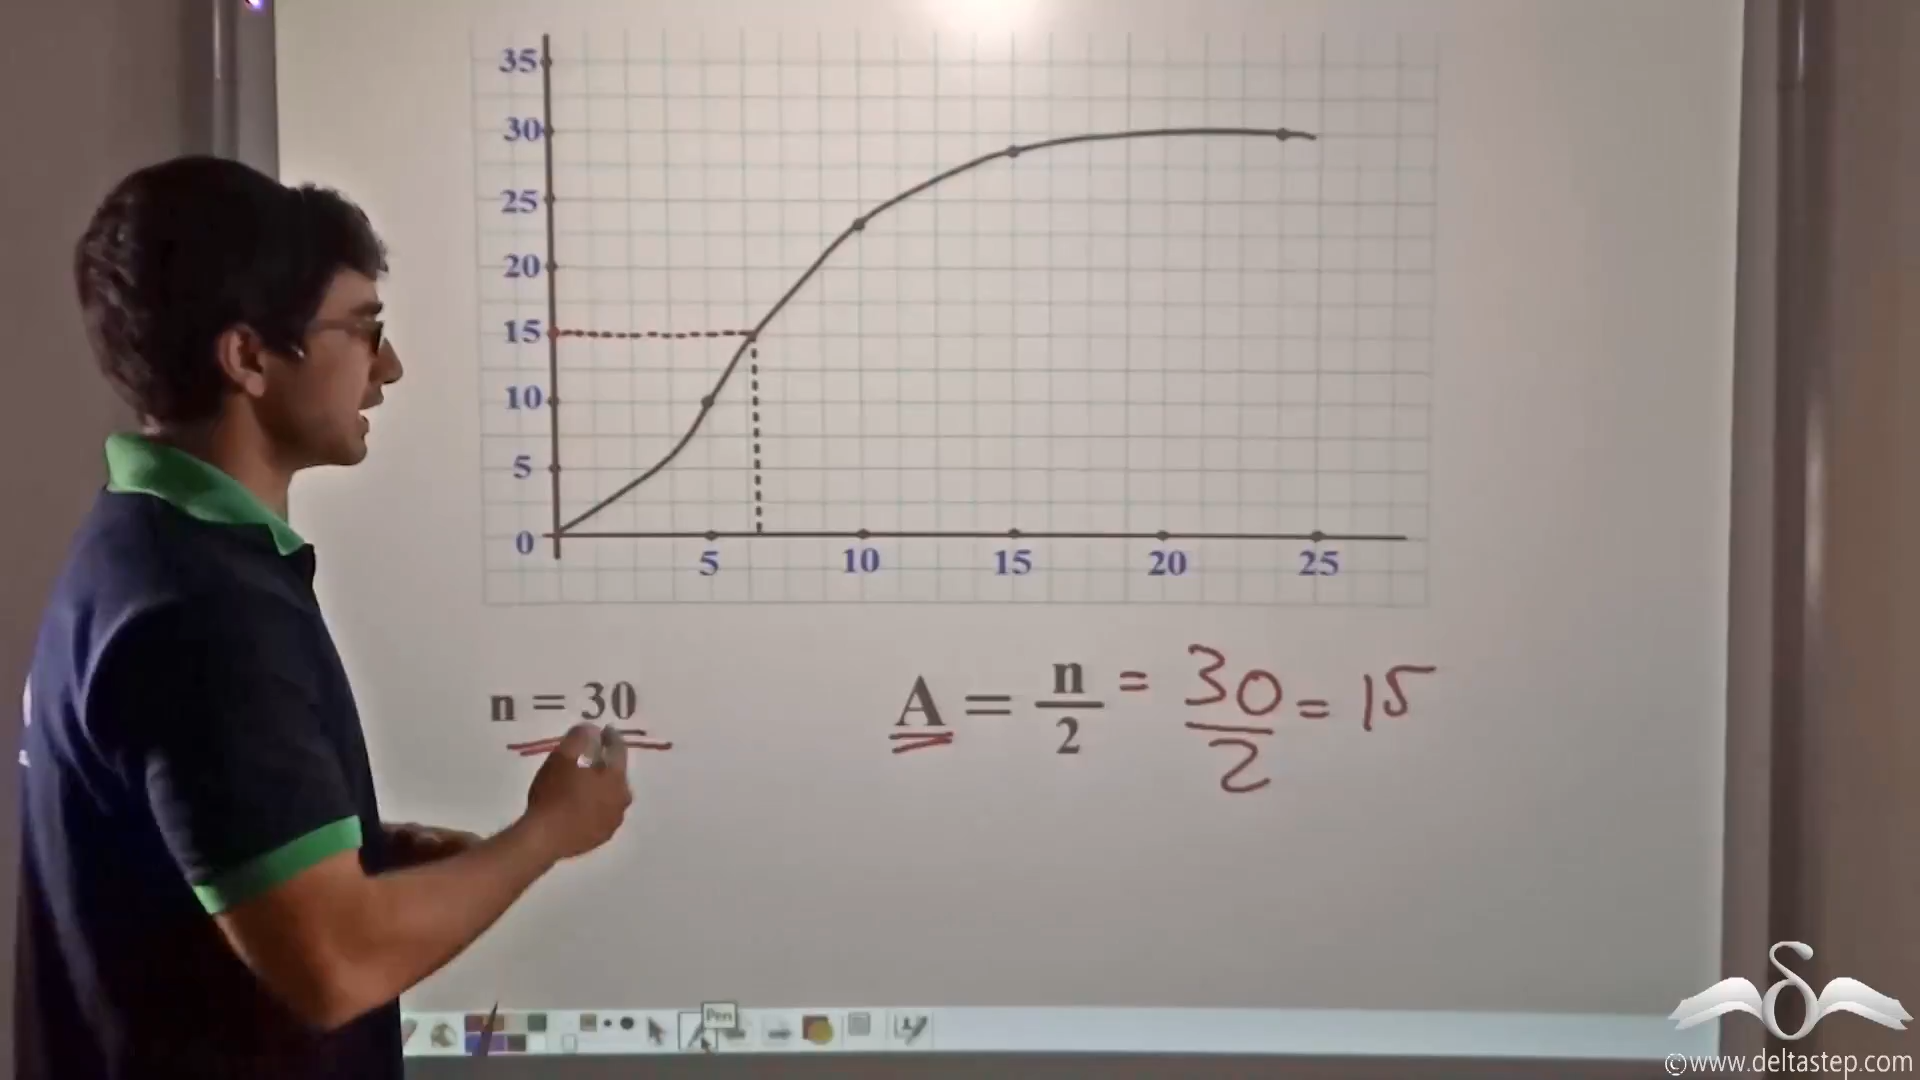 35
30
25
20
15
10
5
0
5 10 15 20 25
n = 30
A = n/2 = 30/2 = 15
Pen
©www.deltastep.com